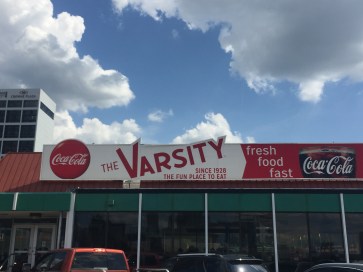 Coca-Cola
THE VARSITY
SINCE 1928
THE FUN PLACE TO EAT
fresh
food
fast
Coca-Cola